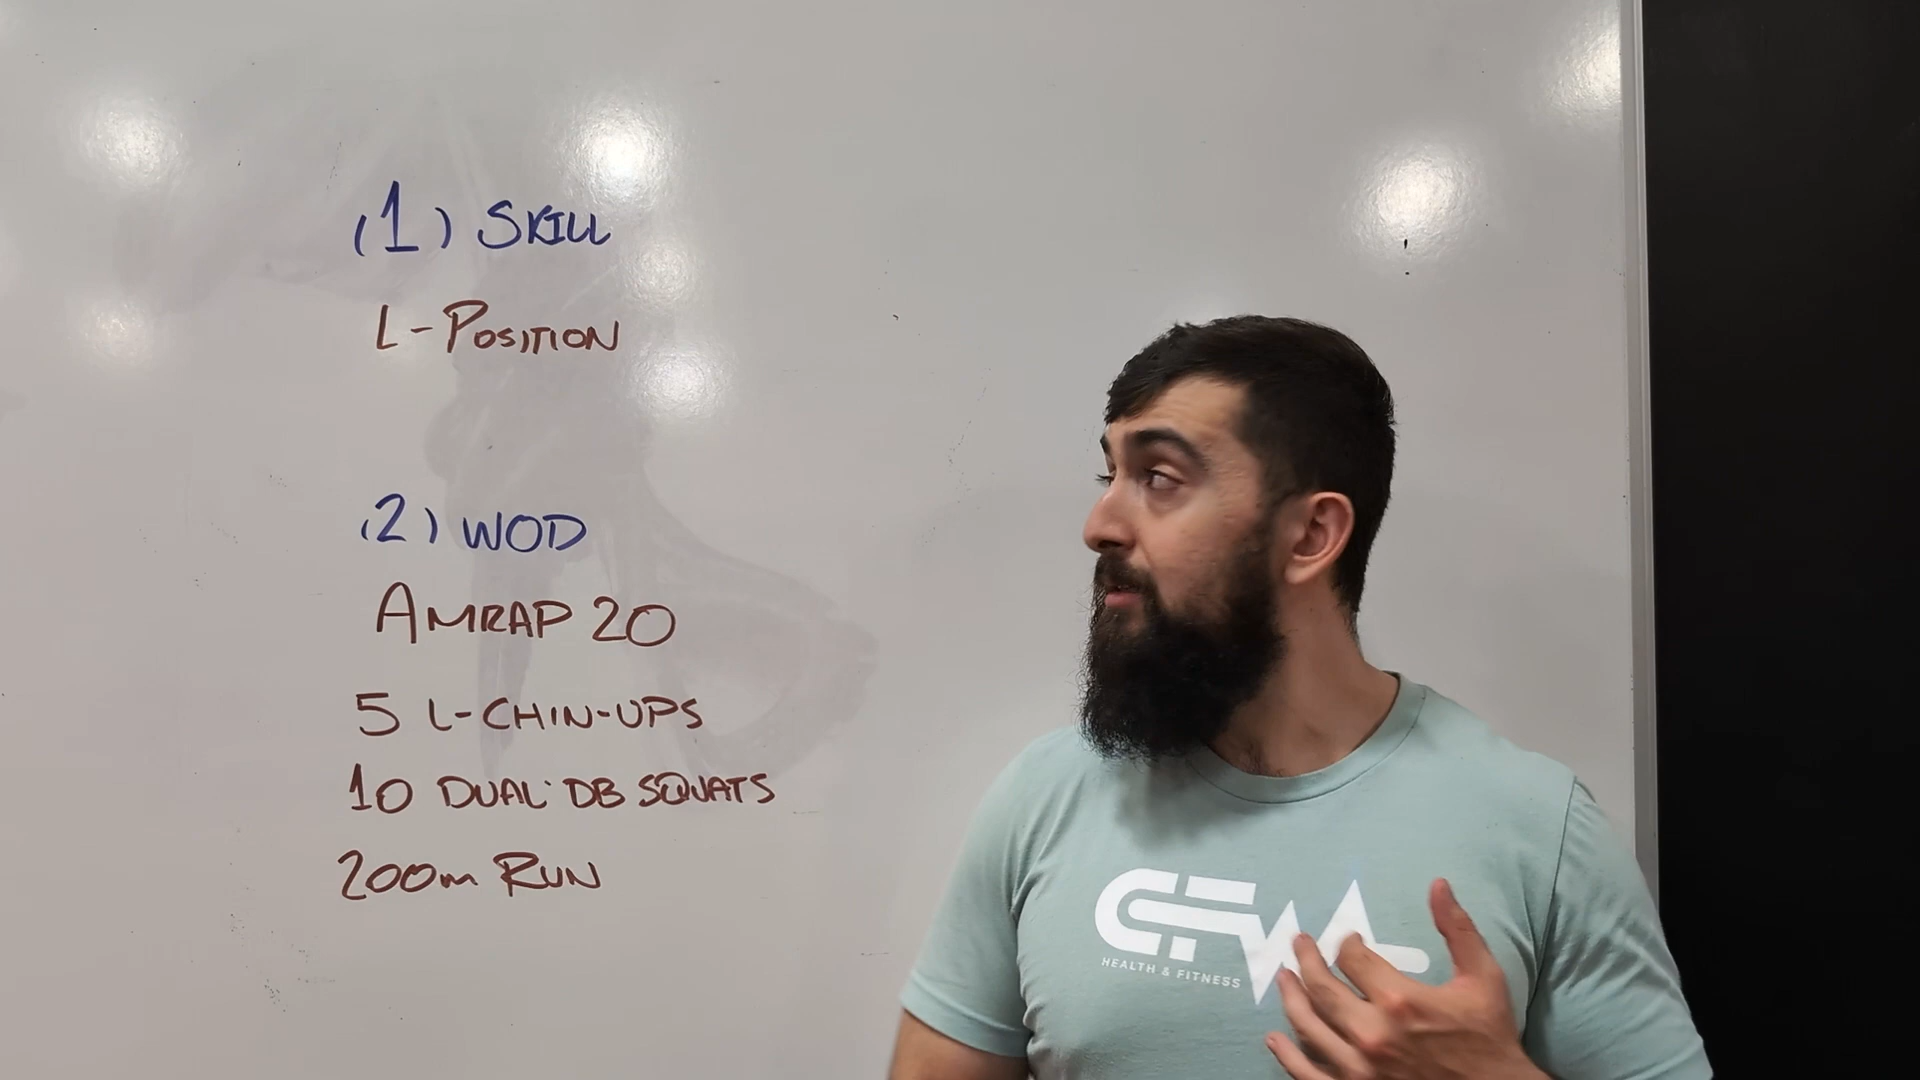 (1) SKILL
L-POSITION
(2) WOD
AMRAP 20
5 L-CHIN-UPS
10 DUAL DB SQUATS
200m RUN
CFW
HEALTH & FITNESS